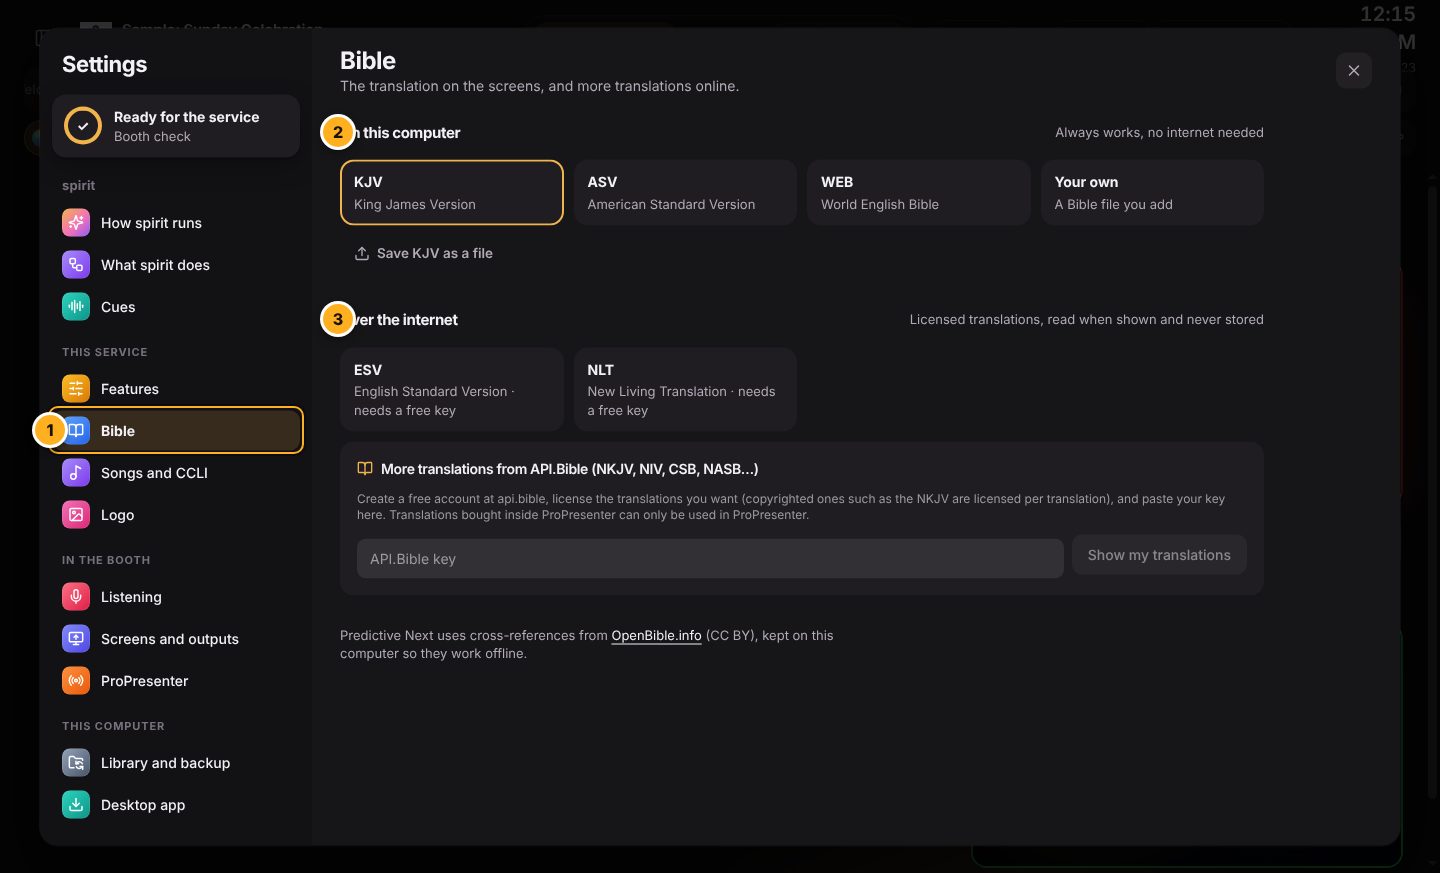 12:15
Settings
Ready for the service
Booth check
spirit
How spirit runs
What spirit does
Cues
THIS SERVICE
Features
1
Bible
Songs and CCLI
Logo
IN THE BOOTH
Listening
Screens and outputs
ProPresenter
THIS COMPUTER
Library and backup
Desktop app
Bible
The translation on the screens, and more translations online.
2 this computer
Always works, no internet needed
KJV
King James Version
ASV
American Standard Version
WEB
World English Bible
Your own
A Bible file you add
Save KJV as a file
3 the internet
Licensed translations, read when shown and never stored
ESV
English Standard Version ·
needs a free key
NLT
New Living Translation · needs
a free key
More translations from API.Bible (NKJV, NIV, CSB, NASB...)
Create a free account at api.bible, license the translations you want (copyrighted ones such as the NKJV are licensed per translation), and paste your key
here. Translations bought inside ProPresenter can only be used in ProPresenter.
API.Bible key
Show my translations
Predictive Next uses cross-references from OpenBible.info (CC BY), kept on this
computer so they work offline.